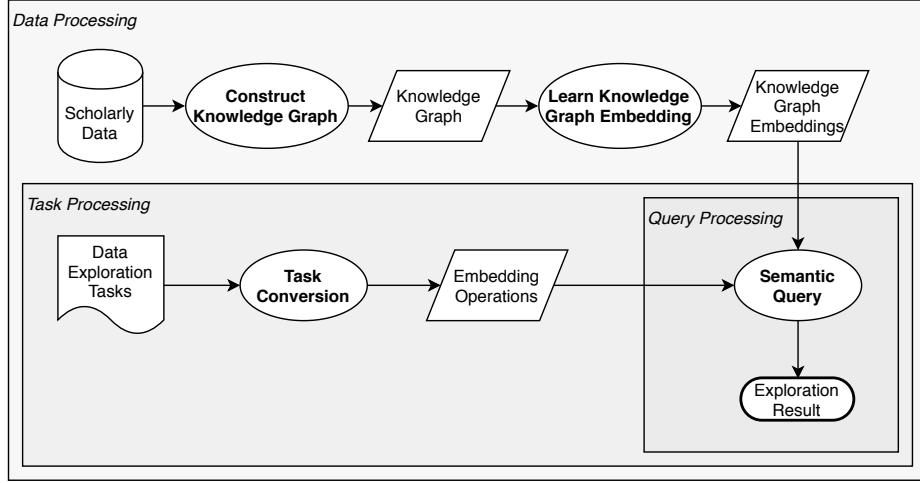 Data Processing
Scholarly
Data
Construct
Knowledge Graph
Knowledge
Graph
Learn Knowledge
Graph Embedding
Knowledge
Graph
Embeddings
Task Processing
Query Processing
Data
Exploration
Tasks
Task
Conversion
Embedding
Operations
Semantic
Query
Exploration
Result